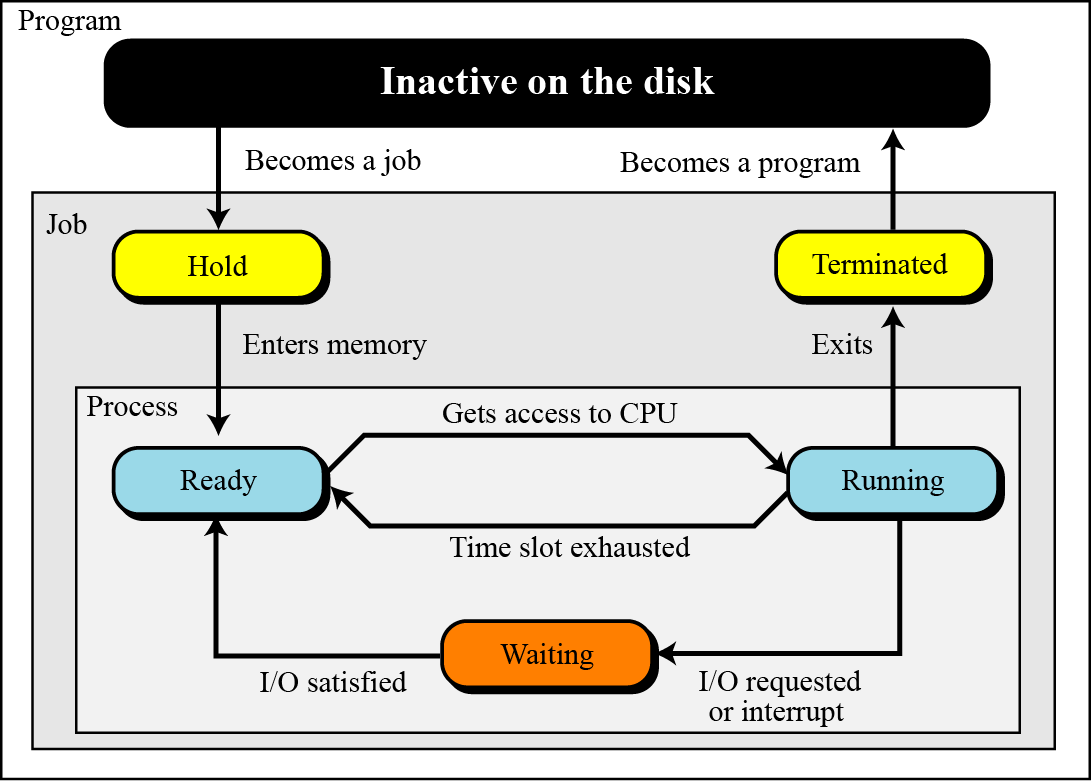 Program
Inactive on the disk
Becomes a job
Becomes a program
Job
Hold
Terminated
Enters memory
Exits
Process
Gets access to CPU
Ready
Running
Time slot exhausted
Waiting
I/O satisfied
I/O requested
or interrupt